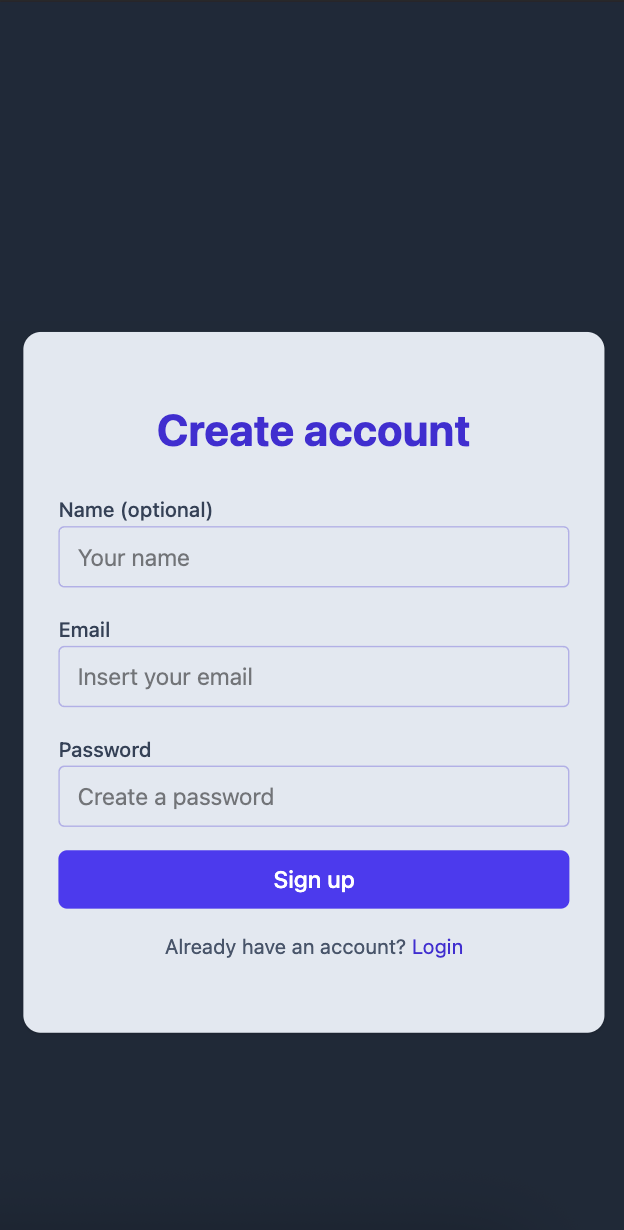 Create account
Name (optional)
Your name
Email
Insert your email
Password
Create a password
Sign up
Already have an account? Login